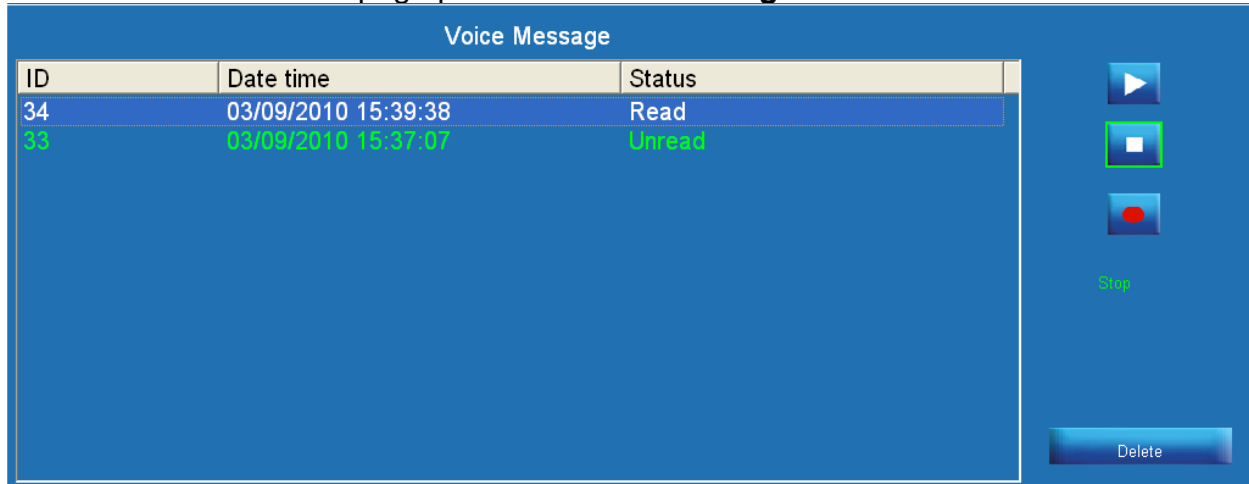 Voice Message
ID Date time Status
34 03/09/2010 15:39:38 Read
33 03/09/2010 15:37:07 Unread
Stop
Delete